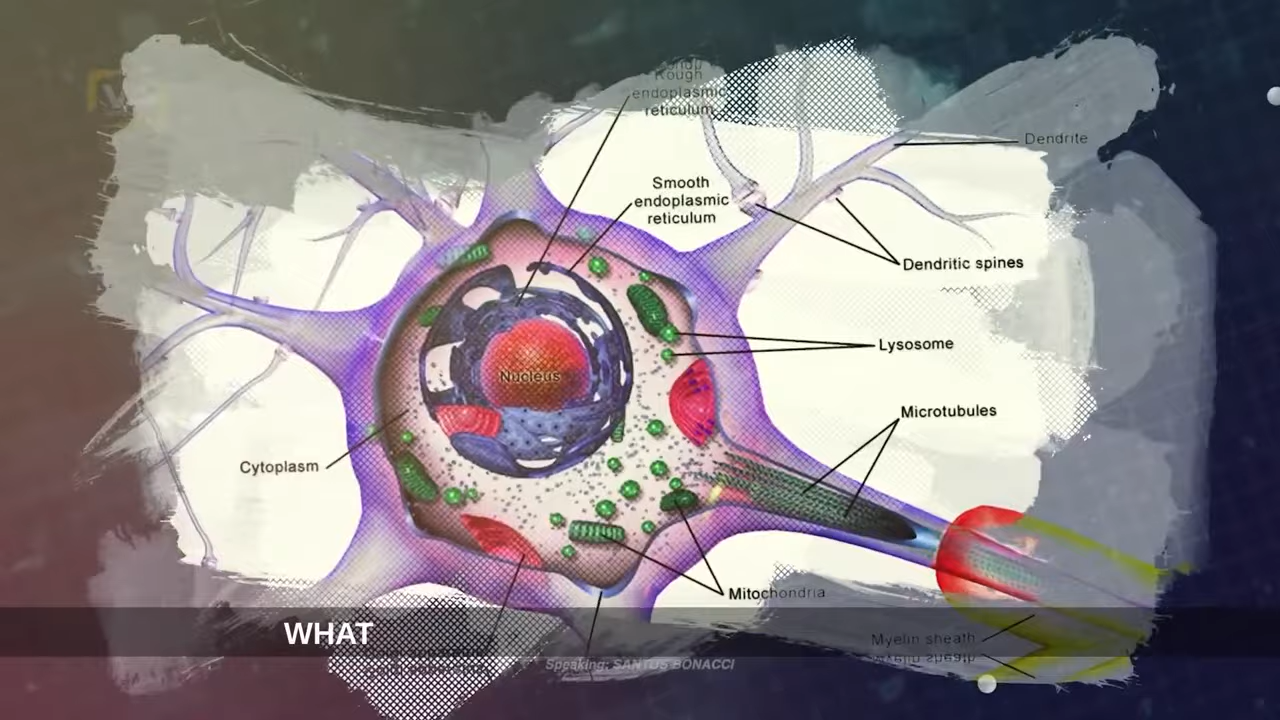 Rough
endoplasmic
reticulum
Dendrite
Smooth
endoplasmic
reticulum
Dendritic spines
Lysosome
Nucleus
Microtubules
Cytoplasm
Mitochondria
WHAT
Myelin sheath
Speaking: SANTOS BONACCI